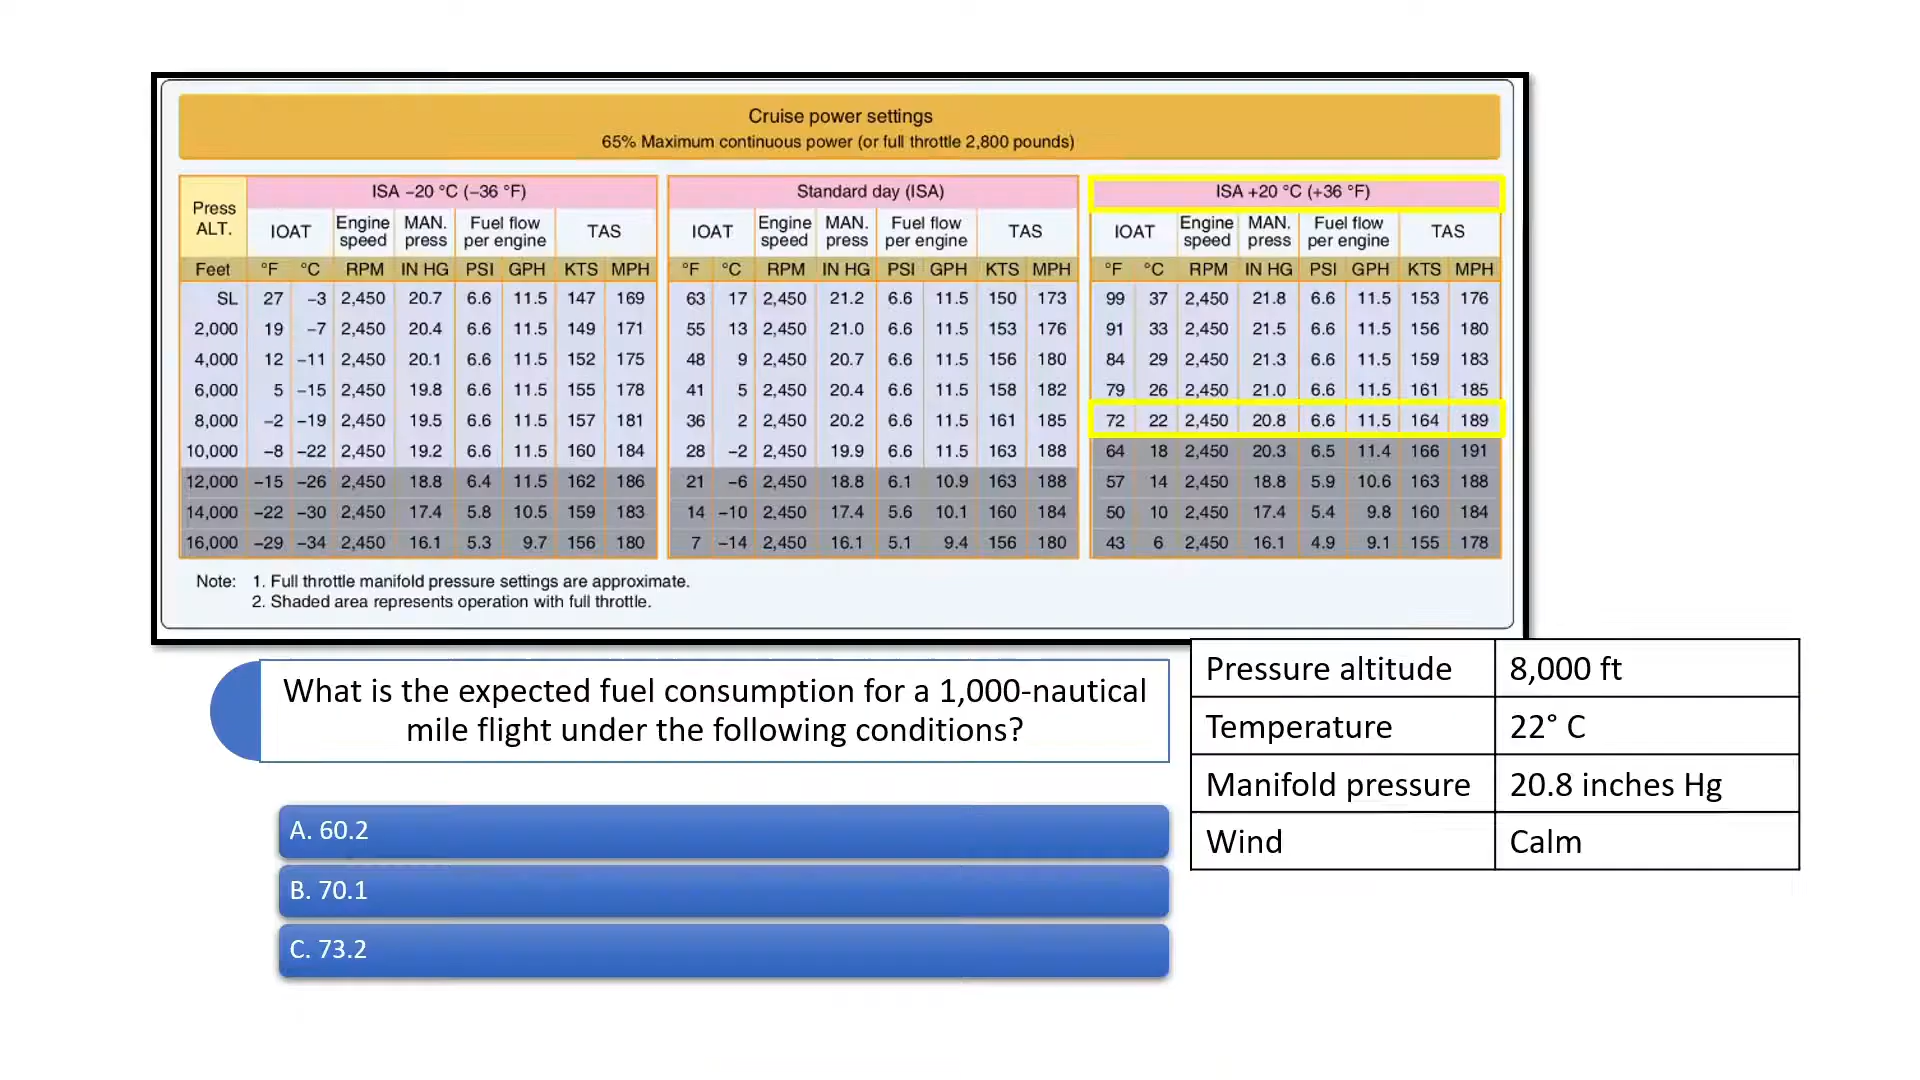 Cruise power settings
65% Maximum continuous power (or full throttle 2,800 pounds)
Press ALT. ISA −20 °C (−36 °F) Standard day (ISA) ISA +20 °C (+36 °F)
IOAT Engine speed MAN. press Fuel flow per engine TAS IOAT Engine speed MAN. press Fuel flow per engine TAS IOAT Engine speed MAN. press Fuel flow per engine TAS
Feet °F °C RPM IN HG PSI GPH KTS MPH °F °C RPM IN HG PSI GPH KTS MPH °F °C RPM IN HG PSI GPH KTS MPH
SL 27 −3 2,450 20.7 6.6 11.5 147 169 63 17 2,450 21.2 6.6 11.5 150 173 99 37 2,450 21.8 6.6 11.5 153 176
2,000 19 −7 2,450 20.4 6.6 11.5 149 171 55 13 2,450 21.0 6.6 11.5 153 176 91 33 2,450 21.5 6.6 11.5 156 180
4,000 12 −11 2,450 20.1 6.6 11.5 152 175 48 9 2,450 20.7 6.6 11.5 156 180 84 29 2,450 21.3 6.6 11.5 159 183
6,000 5 −15 2,450 19.8 6.6 11.5 155 178 41 5 2,450 20.4 6.6 11.5 158 182 79 26 2,450 21.0 6.6 11.5 161 185
8,000 −2 −19 2,450 19.5 6.6 11.5 157 181 36 2 2,450 20.2 6.6 11.5 161 185 72 22 2,450 20.8 6.6 11.5 164 189
10,000 −8 −22 2,450 19.2 6.6 11.5 160 184 28 −2 2,450 19.9 6.6 11.5 163 188 64 18 2,450 20.3 6.5 11.4 166 191
12,000 −15 −26 2,450 18.8 6.4 11.5 162 186 21 −6 2,450 18.8 6.1 10.9 163 188 57 14 2,450 18.8 5.9 10.6 163 188
14,000 −22 −30 2,450 17.4 5.8 10.5 159 183 14 −10 2,450 17.4 5.6 10.1 160 184 50 10 2,450 17.4 5.4 9.8 160 184
16,000 −29 −34 2,450 16.1 5.3 9.7 156 180 7 −14 2,450 16.1 5.1 9.4 156 180 43 6 2,450 16.1 4.9 9.1 155 178
Note: 1. Full throttle manifold pressure settings are approximate.
2. Shaded area represents operation with full throttle.
What is the expected fuel consumption for a 1,000-nautical
mile flight under the following conditions?
Pressure altitude 8,000 ft
Temperature 22° C
Manifold pressure 20.8 inches Hg
Wind Calm
A. 60.2
B. 70.1
C. 73.2